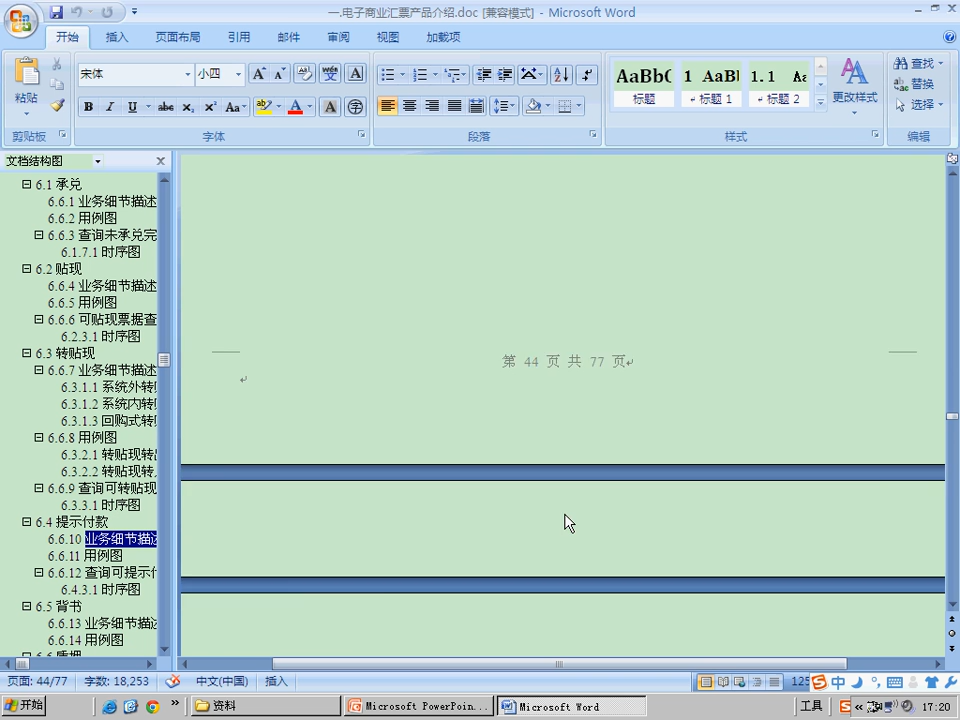 一.电子商业汇票产品介绍.doc [兼容模式] - Microsoft Word
开始 插入 页面布局 引用 邮件 审阅 视图 加载项
宋体 小四
粘贴
B I U abe X₂ X² Aa
AaBbC 1 AaBl 1.1 Aa
标题 标题 1 标题 2
更改样式
查找
替换
选择
剪贴板 字体 段落 样式 编辑
文档结构图
6.1 承兑
6.6.1 业务细节描述
6.6.2 用例图
6.6.3 查询未承兑完
6.1.7.1 时序图
6.2 贴现
6.6.4 业务细节描述
6.6.5 用例图
6.6.6 可贴现票据查
6.2.3.1 时序图
6.3 转贴现
6.6.7 业务细节描述
6.3.1.1 系统外转
6.3.1.2 系统内转
6.3.1.3 回购式转
6.6.8 用例图
6.3.2.1 转贴现转
6.3.2.2 转贴现转
6.6.9 查询可转贴现
6.3.3.1 时序图
6.4 提示付款
6.6.10 业务细节描述
6.6.11 用例图
6.6.12 查询可提示
6.4.3.1 时序图
6.5 背书
6.6.13 业务细节描述
6.6.14 用例图
第 44 页 共 77 页
页面: 44/77 字数: 18,253 中文(中国) 插入 125 中
开始 资料 Microsoft PowerPoin... Microsoft Word 工具 17:20